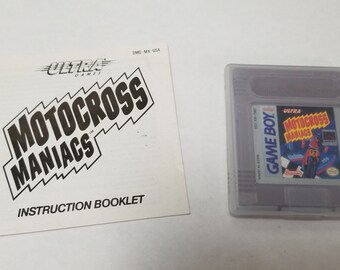 DMG-MX-USA
ULTRA
GAMES
MOTOCROSS
MANIACS
INSTRUCTION BOOKLET
GAME BOY
ULTRA
MOTOCROSS
MANIACS